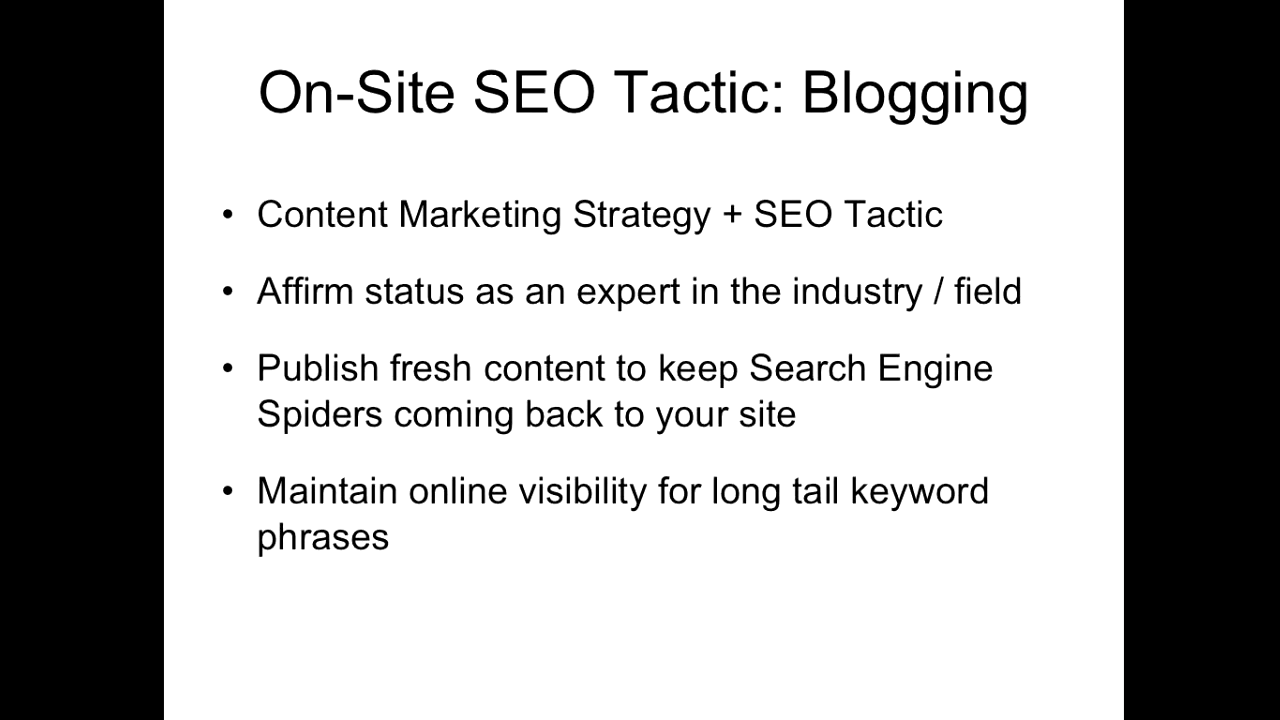 On-Site SEO Tactic: Blogging
• Content Marketing Strategy + SEO Tactic
• Affirm status as an expert in the industry / field
• Publish fresh content to keep Search Engine
Spiders coming back to your site
• Maintain online visibility for long tail keyword
phrases